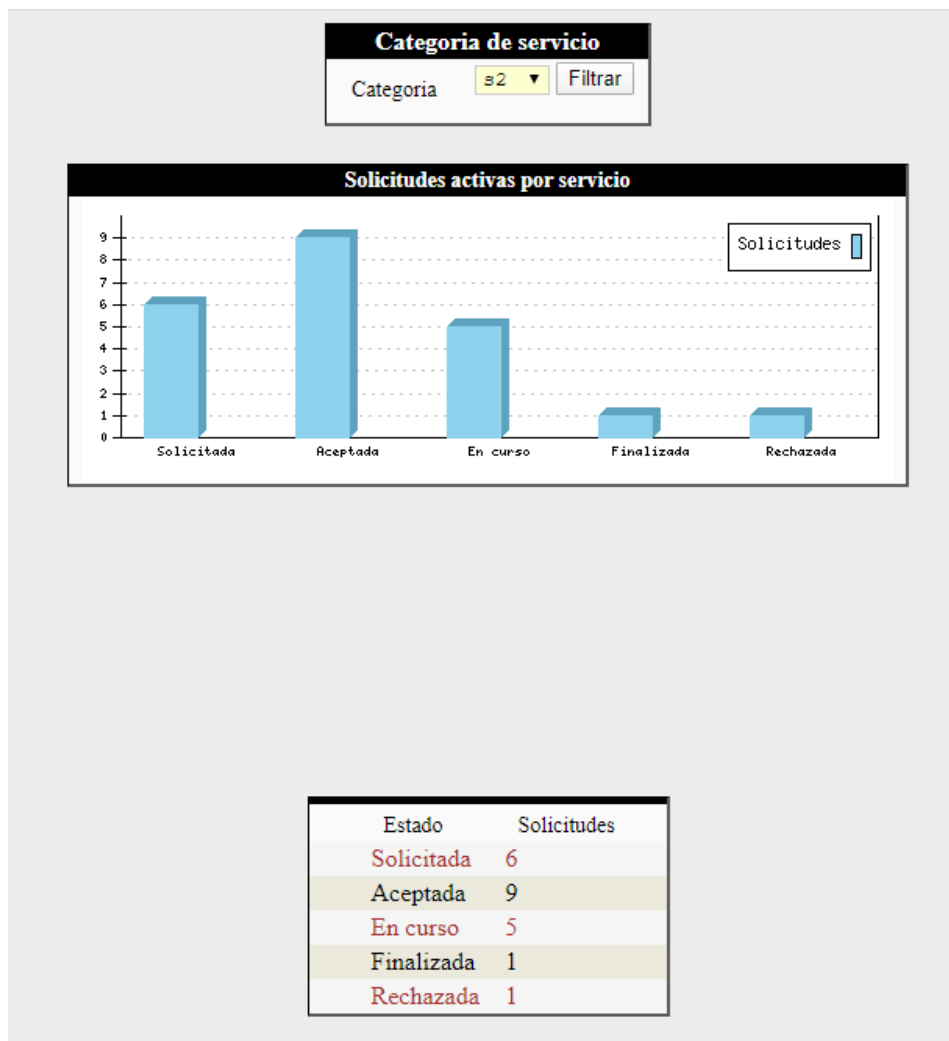 Categoria de servicio
Categoria s2 Filtrar
Solicitudes activas por servicio
Solicitudes
9
8
7
6
5
4
3
2
1
0
Solicitada Aceptada En curso Finalizada Rechazada
Estado Solicitudes
Solicitada 6
Aceptada 9
En curso 5
Finalizada 1
Rechazada 1